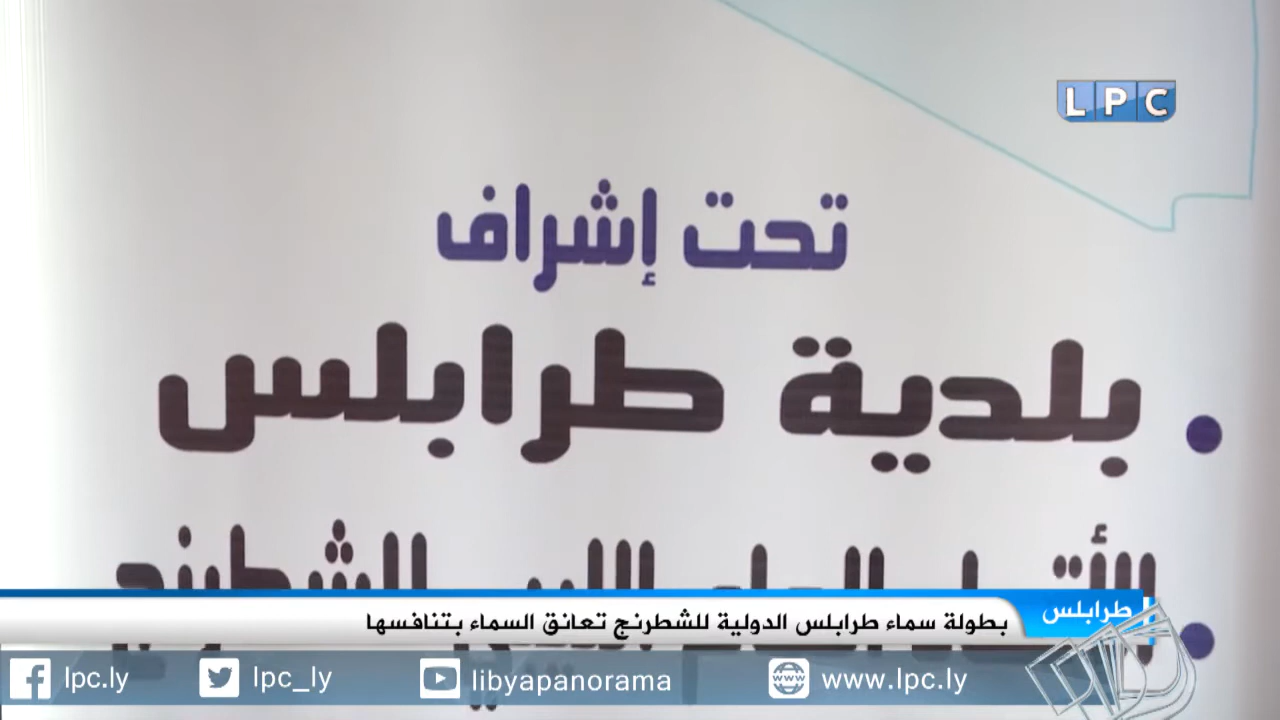 LPC
تحت إشراف
بلدية طرابلس
طرابلس
بطولة سماء طرابلس الدولية للشطرنج تعانق السماء بتنافسها
lpc.ly
lpc_ly
libyapanorama
www.lpc.ly